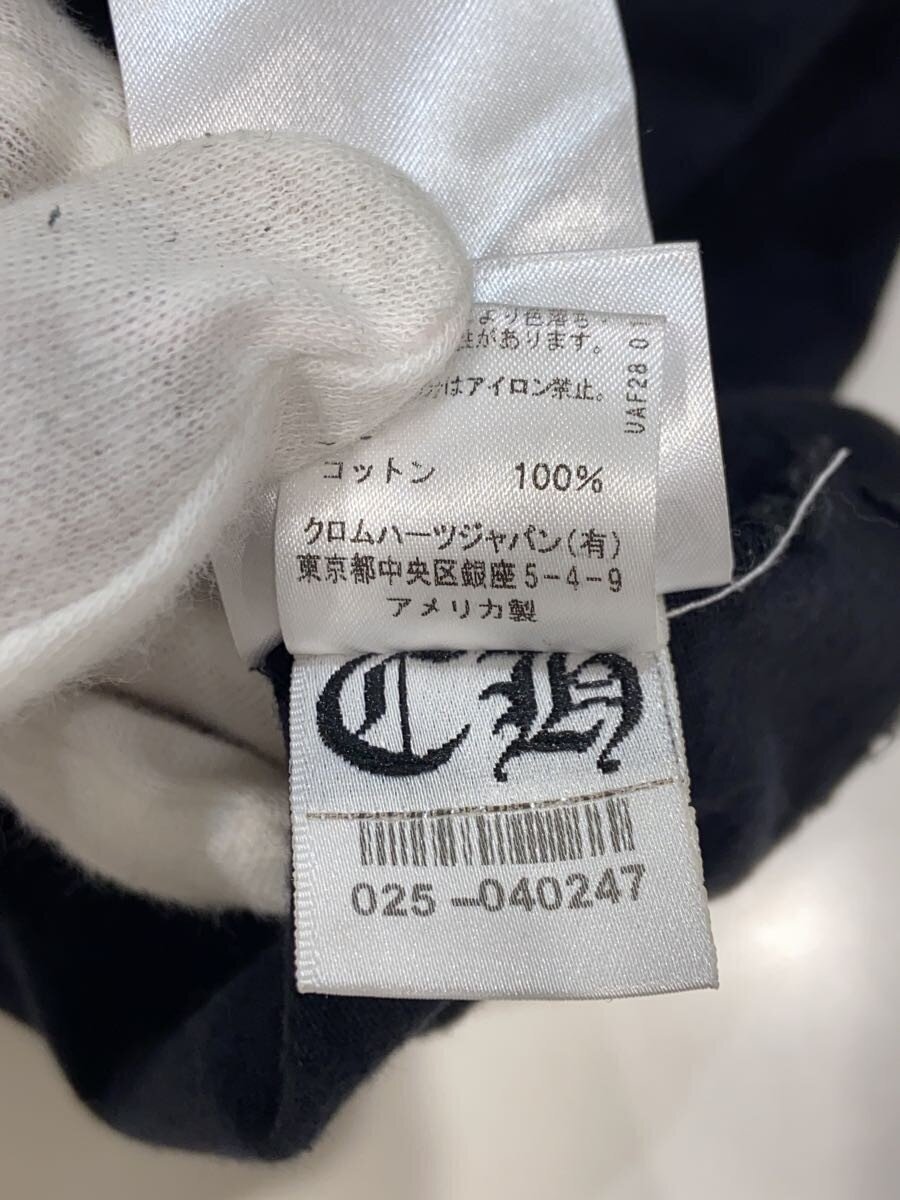 より色落ち
性があります。
分はアイロン禁止。
コットン 100%
クロムハーツジャパン(有)
東京都中央区銀座5-4-9
アメリカ製
UAF28 01
CH
025-040247